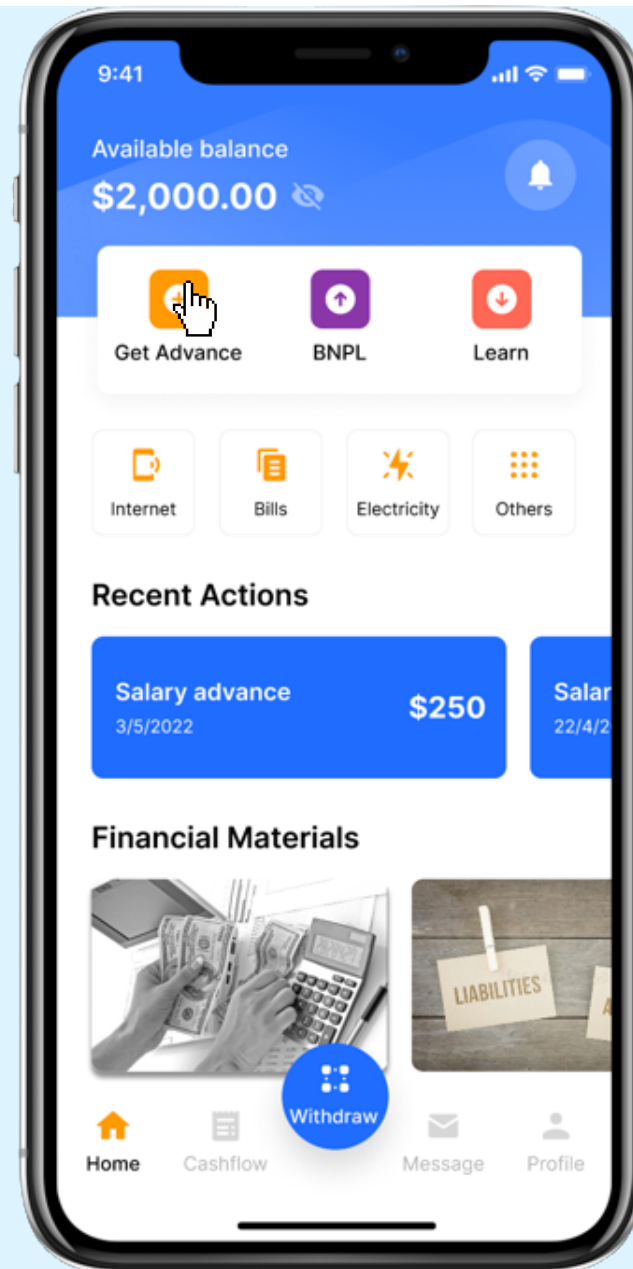 9:41
Available balance
$2,000.00
Get Advance BNPL Learn
Internet Bills Electricity Others
Recent Actions
Salary advance
$250
3/5/2022
Salar
22/4/2
Financial Materials
LIABILITIES
A
Withdraw
Home Cashflow Message Profile